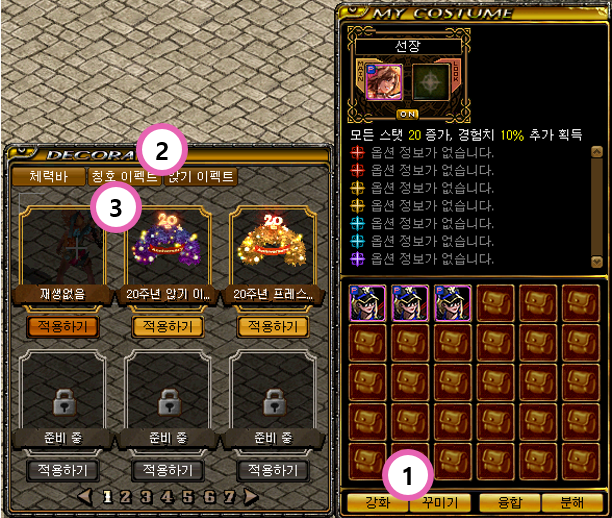 MY COSTUME
선장
MAIN
LOOK
ON
모든 스탯 20 증가, 경험치 10% 추가 획득
옵션 정보가 없습니다.
옵션 정보가 없습니다.
옵션 정보가 없습니다.
옵션 정보가 없습니다.
옵션 정보가 없습니다.
옵션 정보가 없습니다.
옵션 정보가 없습니다.
1
강화 꾸미기 융합 분해
DECORA
2
체력바 칭호 이펙트 앉기 이펙트
3
20 20
Anniversary
재생없음 20주년 앉기 이... 20주년 프레스...
적용하기 적용하기 적용하기
준비 중 준비 중 준비 중
적용하기 적용하기 적용하기
1 2 3 4 5 6 7